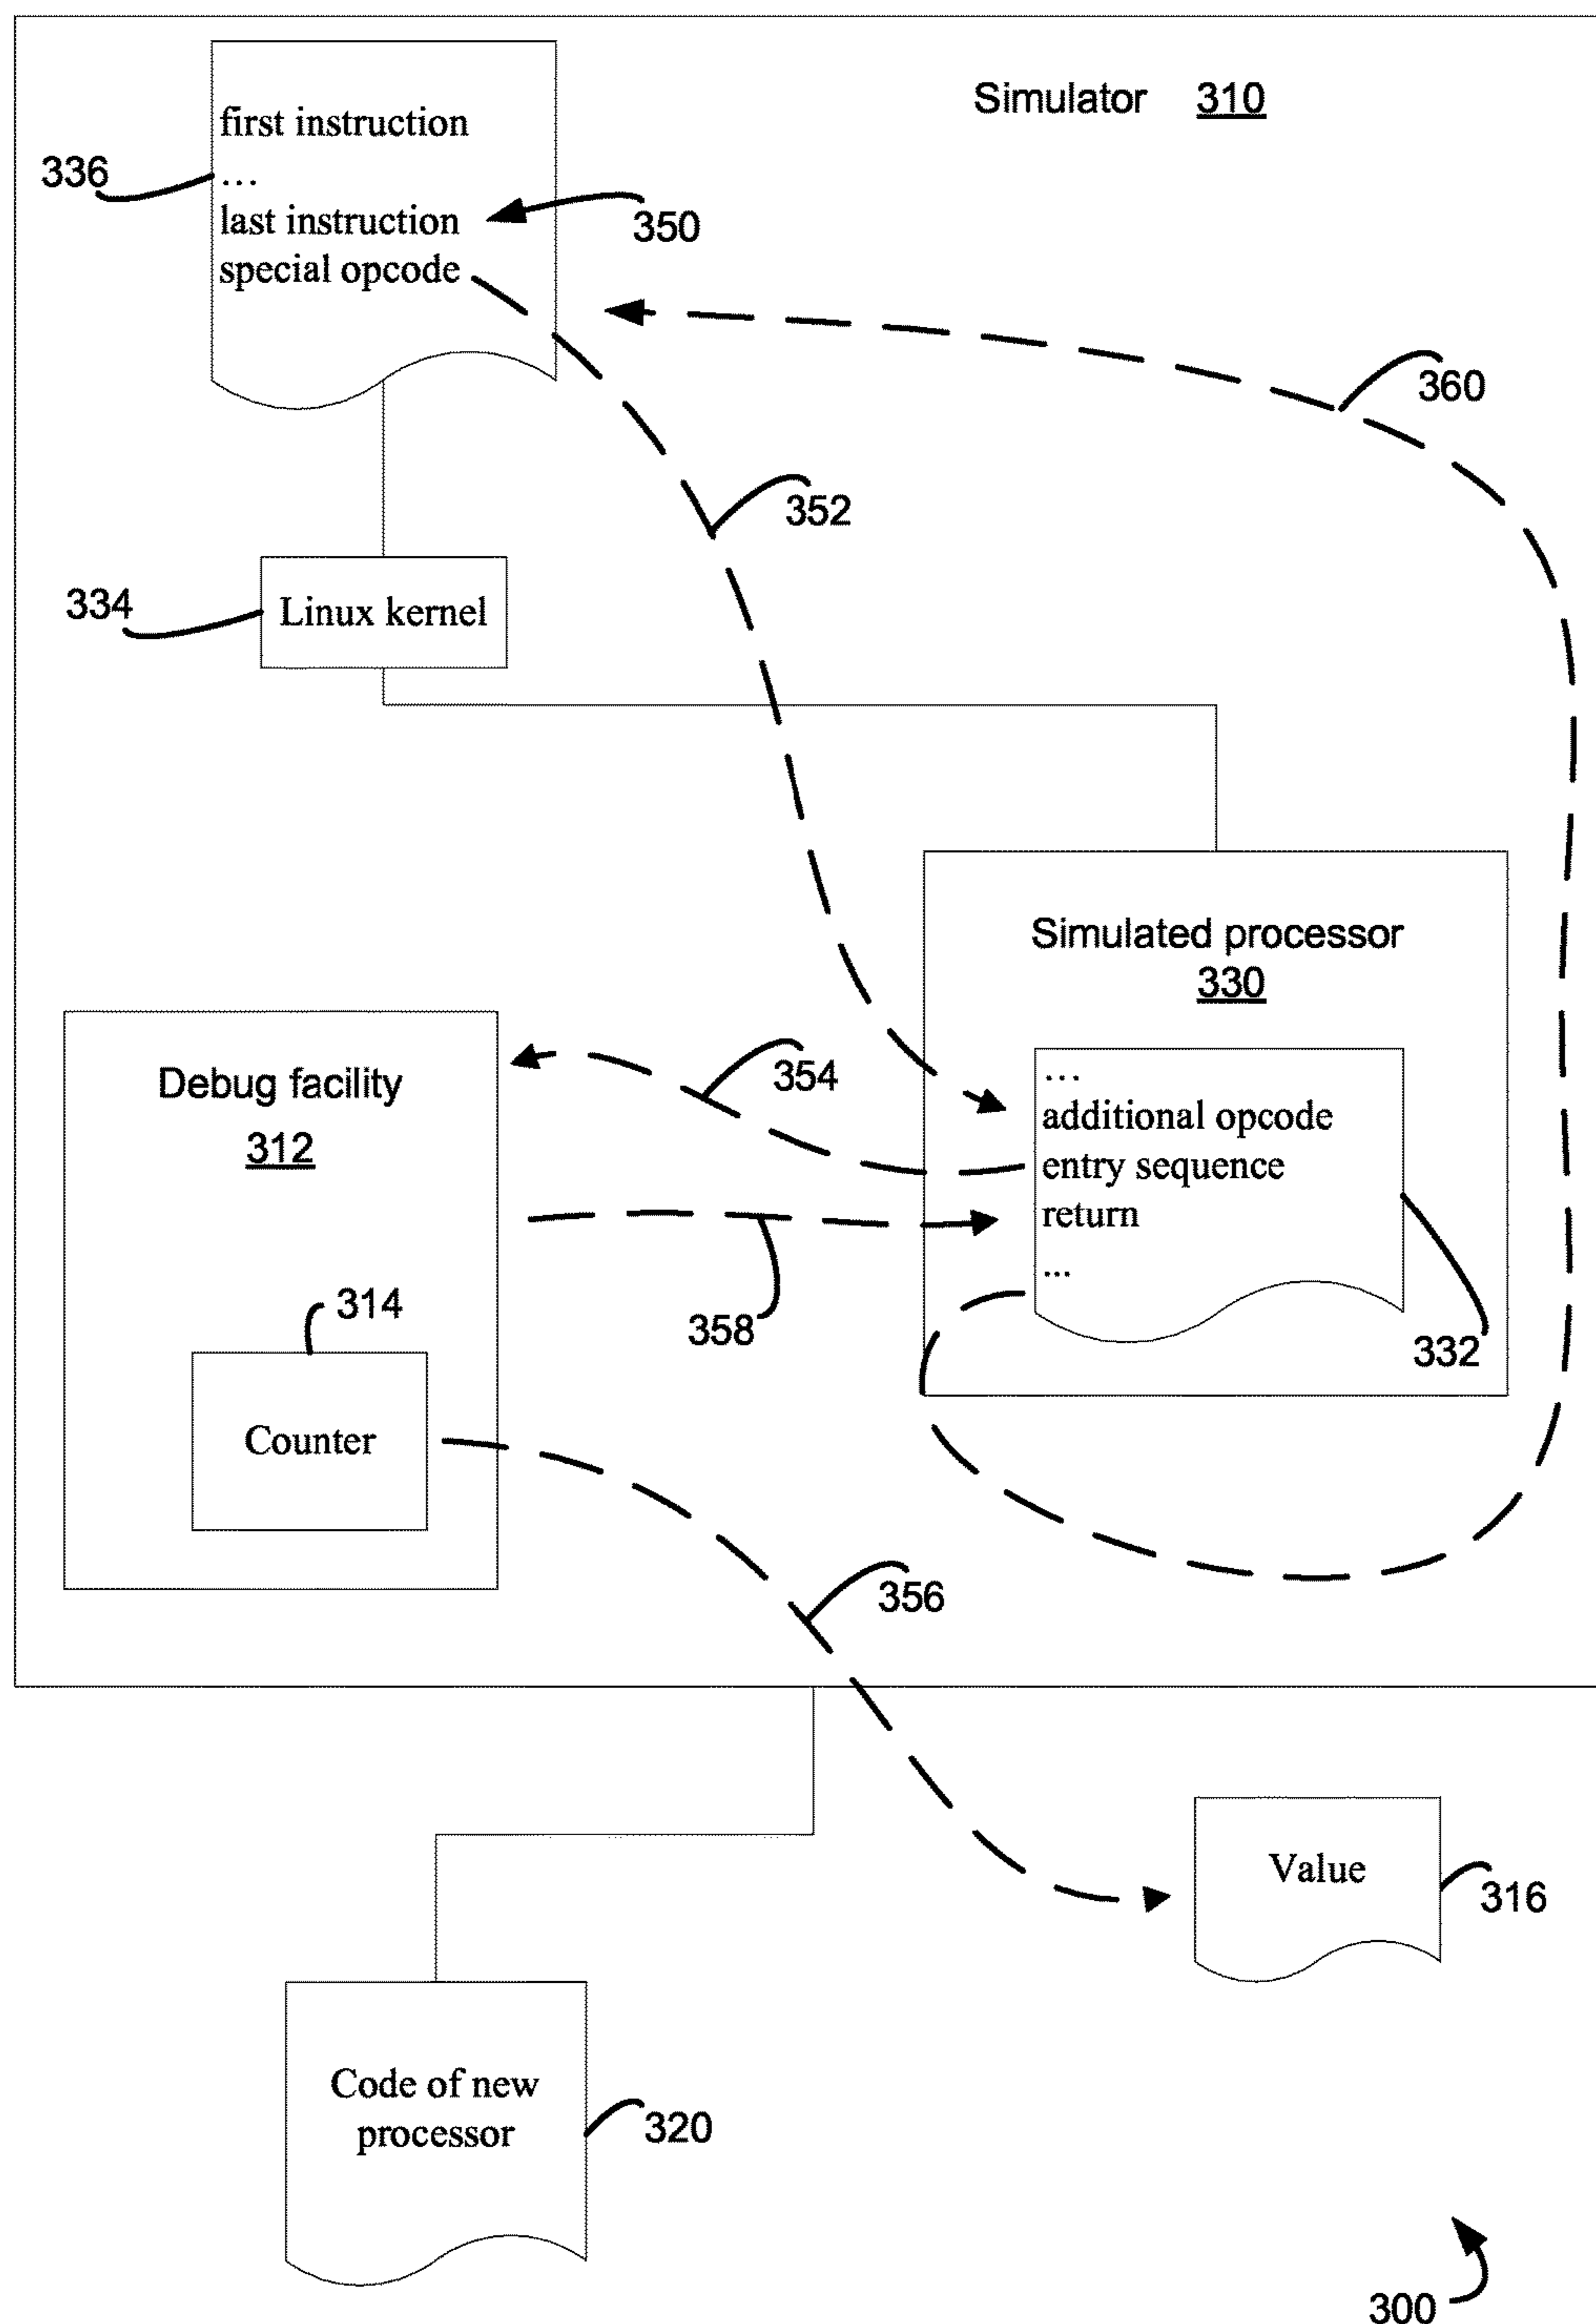 Simulator 310
first instruction
336
...
last instruction
350
special opcode
360
352
334
Linux kernel
Simulated processor
330
354
Debug facility
312
...
additional opcode
entry sequence
return
...
314
358
332
Counter
356
Value
316
Code of new
processor
320
300